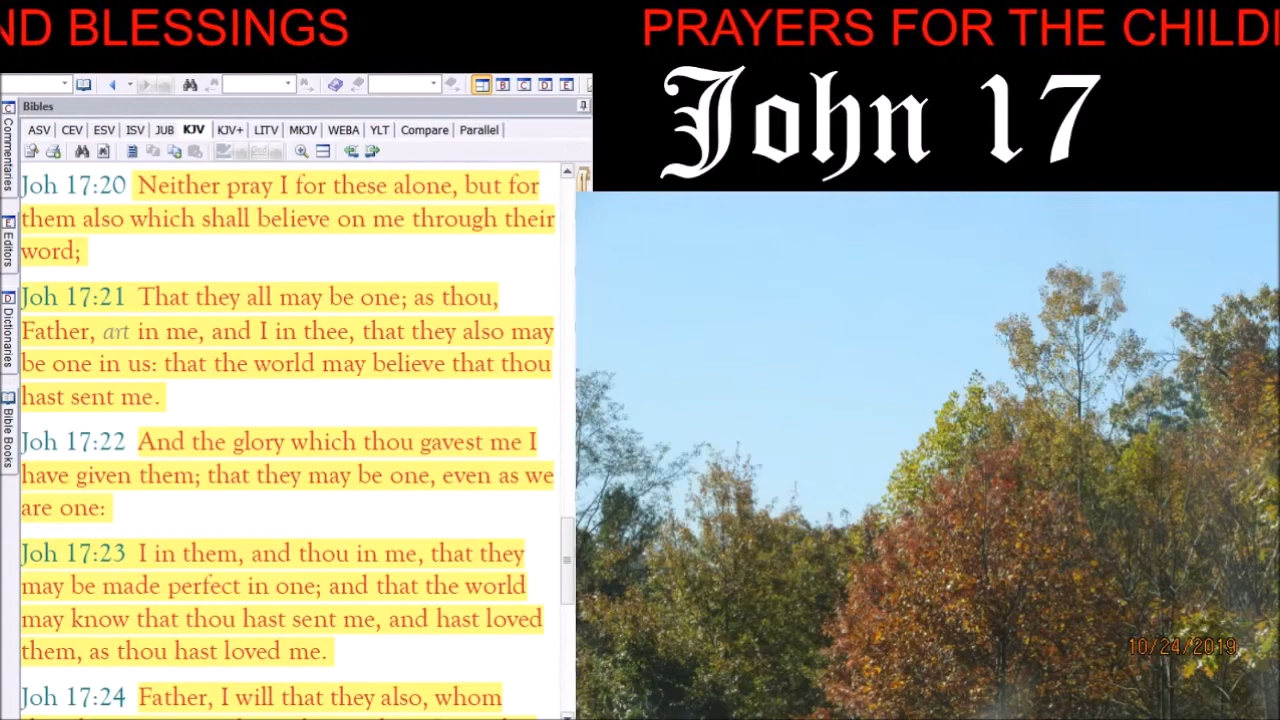 ND BLESSINGS
PRAYERS FOR THE CHILD
John 17
Bibles
ASV CEV ESV ISV JUB KJV KJV+ LITV MKJV WEBA YLT Compare Parallel
Commentaries
Editors
Dictionaries
Bible Books
Joh 17:20 Neither pray I for these alone, but for
them also which shall believe on me through their
word;
Joh 17:21 That they all may be one; as thou,
Father, art in me, and I in thee, that they also may
be one in us: that the world may believe that thou
hast sent me.
Joh 17:22 And the glory which thou gavest me I
have given them; that they may be one, even as we
are one:
Joh 17:23 I in them, and thou in me, that they
may be made perfect in one; and that the world
may know that thou hast sent me, and hast loved
them, as thou hast loved me.
Joh 17:24 Father, I will that they also, whom
10/24/2019